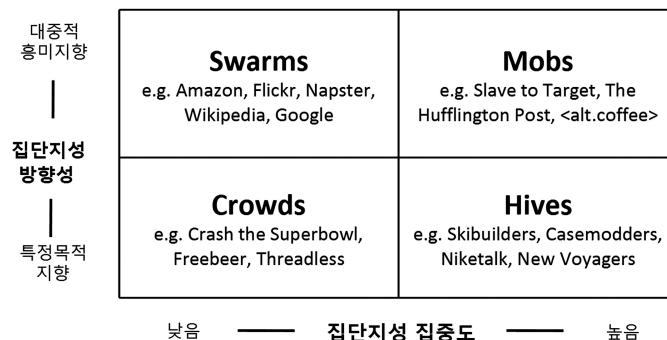 대중적
흥미지향
집단지성
방향성
특정목적
지향
Swarms
e.g. Amazon, Flickr, Napster,
Wikipedia, Google
Mobs
e.g. Slave to Target, The
Hufflington Post, <alt.coffee>
Crowds
e.g. Crash the Superbowl,
Freebeer, Threadless
Hives
e.g. Skibuilders, Casemodders,
Niketalk, New Voyagers
낮음 집단지성 집중도 높음